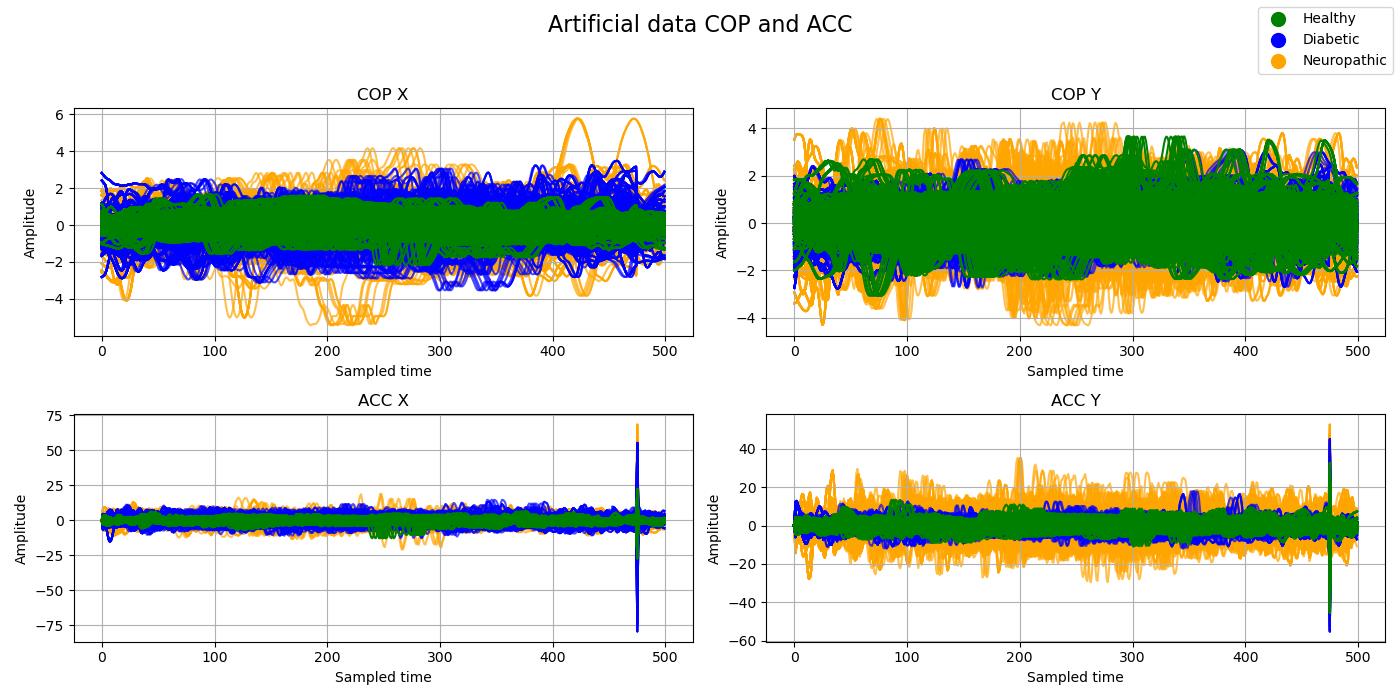 Artificial data COP and ACC
Healthy
Diabetic
Neuropathic
COP X
Amplitude
6
4
2
0
−2
−4
0 100 200 300 400 500
Sampled time
COP Y
Amplitude
4
2
0
−2
−4
0 100 200 300 400 500
Sampled time
ACC X
Amplitude
75
50
25
0
−25
−50
−75
0 100 200 300 400 500
Sampled time
ACC Y
Amplitude
40
20
0
−20
−40
−60
0 100 200 300 400 500
Sampled time